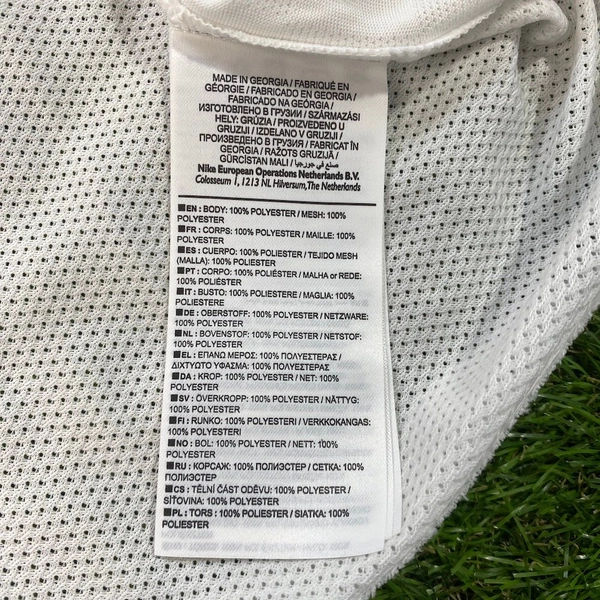 MADE IN GEORGIA / FABRIQUÉ EN
GÉORGIE / FABRICADO EN GEORGIA /
FABRICADO NA GEÓRGIA /
ИЗГОТОВЛЕНО В ГРУЗИИ / SZÁRMAZÁSI
HELY: GRÚZIA / PROIZVEDENO U
GRUZIJI / IZDELANO V GRUZIJI /
ПРОИЗВЕДЕНО В ГРУЗИЯ / FABRICAT ÎN
GEORGIA / RAŽOTS GRUZIJĀ /
GÜRCİSTAN MALI / صنع في جورجيا
Nike European Operations Netherlands B.V.
Colosseum 1, 1213 NL Hilversum, The Netherlands
■EN : BODY: 100% POLYESTER / MESH: 100%
POLYESTER
■FR : CORPS: 100% POLYESTER / MAILLE: 100%
POLYESTER
■ES : CUERPO: 100% POLIESTER / TEJIDO MESH
(MALLA): 100% POLIESTER
■PT : CORPO: 100% POLIÉSTER / MALHA or REDE:
100% POLIÉSTER
■IT : BUSTO: 100% POLIESTERE / MAGLIA: 100%
POLIESTERE
■DE : OBERSTOFF: 100% POLYESTER / NETZWARE:
100% POLYESTER
■NL : BOVENSTOF: 100% POLYESTER / NETSTOF:
100% POLYESTER
■EL : ΕΠΑΝΩ ΜΕΡΟΣ: 100% ΠΟΛΥΕΣΤΕΡΑΣ /
ΔΙΧΤΥΩΤΟ ΥΦΑΣΜΑ: 100% ΠΟΛΥΕΣΤΕΡΑΣ
■DA : KROP: 100% POLYESTER / NET: 100%
POLYESTER
■SV : ÖVERKROPP: 100% POLYESTER / NÄTTYG:
100% POLYESTER
■FI : RUNKO: 100% POLYESTERI / VERKKOKANGAS:
100% POLYESTERI
■NO : BOL: 100% POLYESTER / NETT: 100%
POLYESTER
■RU : КОРСАЖ: 100% ПОЛИЭСТЕР / СЕТКА: 100%
ПОЛИЭСТЕР
■CS : TĚLNÍ ČÁST ODĚVU: 100% POLYESTER /
SÍŤOVINA: 100% POLYESTER
■PL : TORS : 100% POLIESTER / SIATKA: 100%
POLIESTER